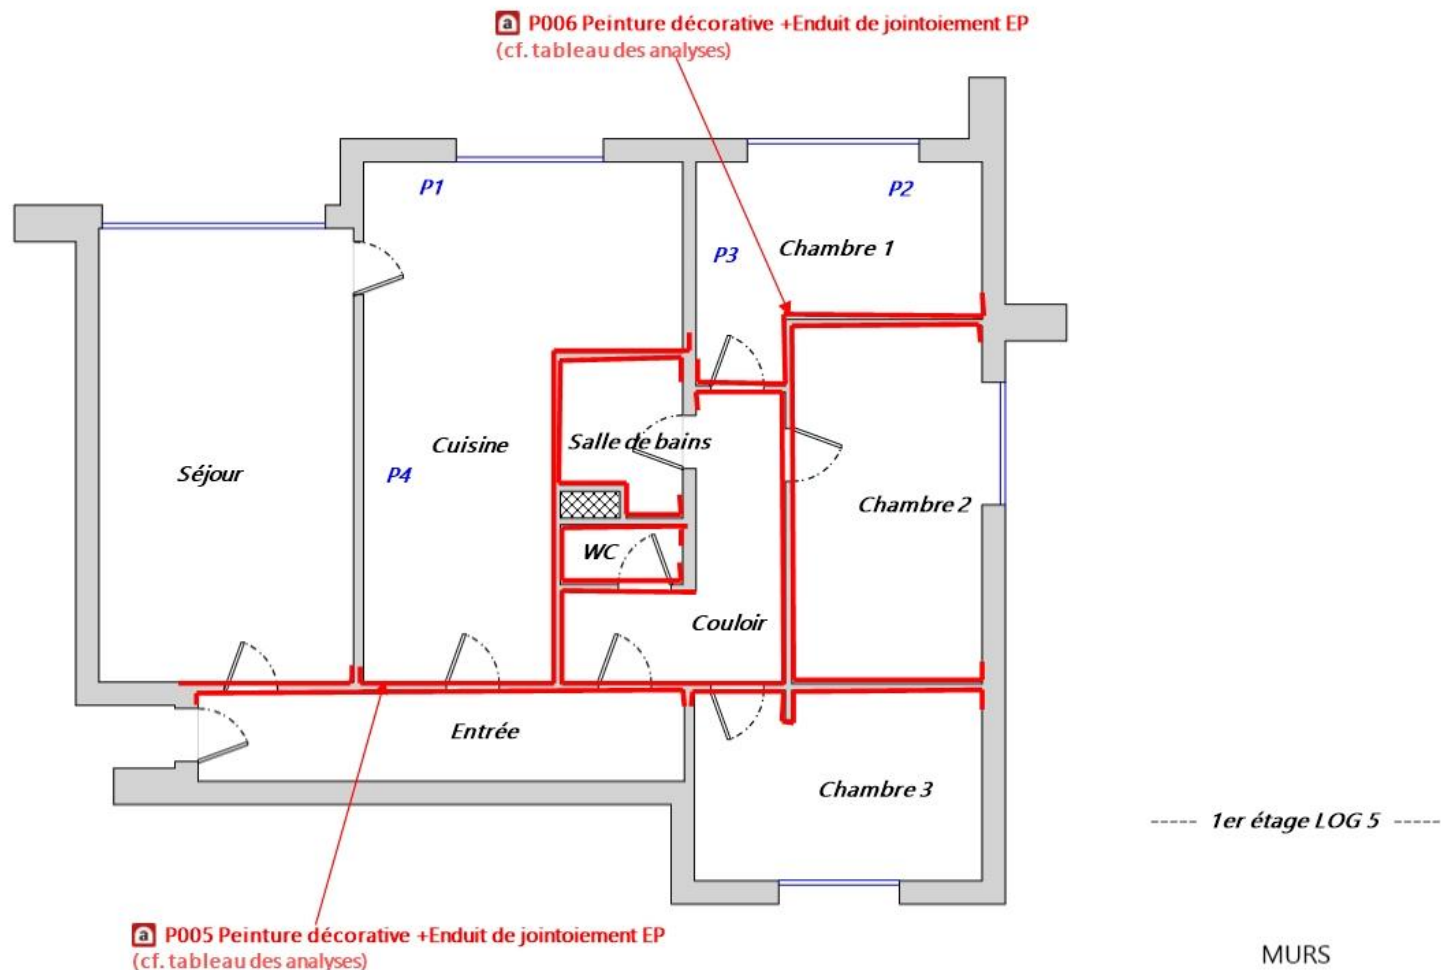 a P006 Peinture décorative +Enduit de jointoiement EP
(cf. tableau des analyses)
P1
P2
P3
Chambre 1
Cuisine
Salle de bains
Séjour
P4
Chambre 2
WC
Couloir
Entrée
Chambre 3
----- 1er étage LOG 5 -----
a P005 Peinture décorative +Enduit de jointoiement EP
(cf. tableau des analyses)
MURS